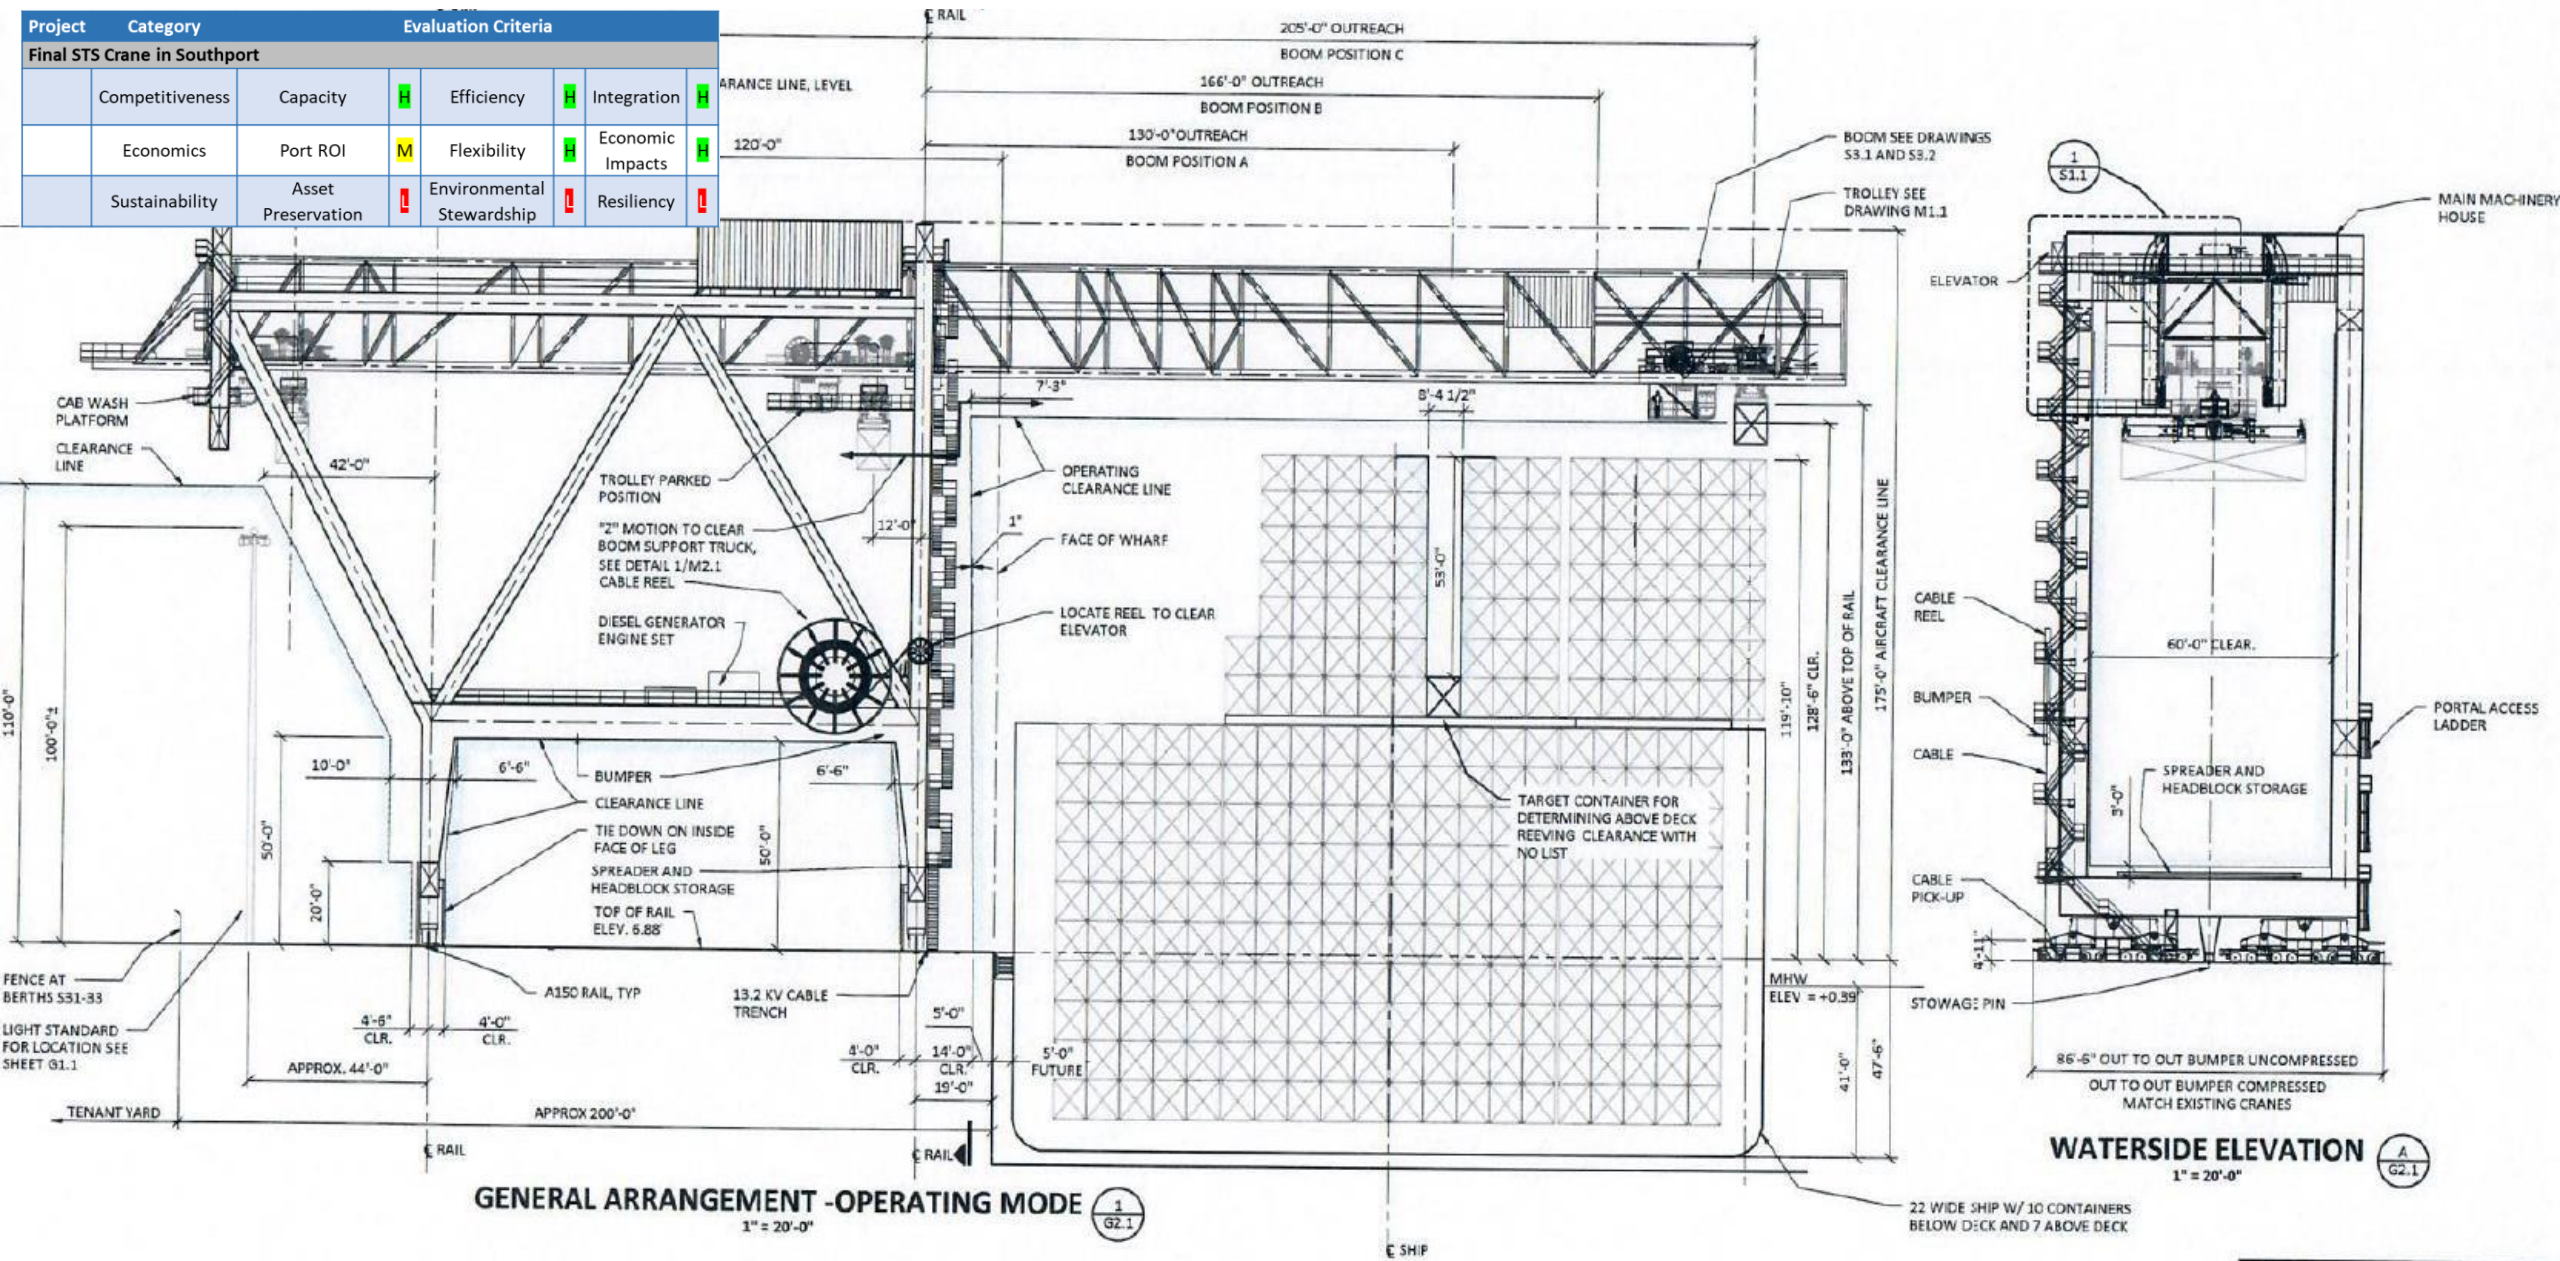 Project Category Evaluation Criteria
Final STS Crane in Southport
Competitiveness Capacity H Efficiency H Integration H
Economics Port ROI M Flexibility H Economic Impacts H
Sustainability Asset Preservation L Environmental Stewardship L Resiliency L
℄ RAIL
205'-0" OUTREACH
BOOM POSITION C
166'-0" OUTREACH
BOOM POSITION B
130'-0" OUTREACH
BOOM POSITION A
ARANCE LINE, LEVEL
120'-0"
BOOM SEE DRAWINGS
S3.1 AND S3.2
TROLLEY SEE
DRAWING M1.1
CAB WASH
PLATFORM
CLEARANCE
LINE
42'-0"
7'-3"
8'-4 1/2"
TROLLEY PARKED
POSITION
"2" MOTION TO CLEAR
BOOM SUPPORT TRUCK,
SEE DETAIL 1/M2.1
CABLE REEL
12'-0"
DIESEL GENERATOR
ENGINE SET
OPERATING
CLEARANCE LINE
1"
FACE OF WHARF
LOCATE REEL TO CLEAR
ELEVATOR
53'-0"
110'-0"
100'-0"±
50'-0"
20'-0"
10'-0"
6'-6"
BUMPER
6'-6"
CLEARANCE LINE
TIE DOWN ON INSIDE
FACE OF LEG
50'-0"
SPREADER AND
HEADBLOCK STORAGE
TOP OF RAIL
ELEV. 6.88'
TARGET CONTAINER FOR
DETERMINING ABOVE DECK
REEVING CLEARANCE WITH
NO LIST
119'-10"
128'-6" CLR.
133'-0" ABOVE TOP OF RAIL
175'-0" AIRCRAFT CLEARANCE LINE
FENCE AT
BERTHS S31-33
LIGHT STANDARD
FOR LOCATION SEE
SHEET G1.1
A150 RAIL, TYP
13.2 KV CABLE
TRENCH
4'-6"
CLR.
4'-0"
CLR.
APPROX. 44'-0"
4'-0"
CLR.
14'-0"
CLR.
5'-0"
5'-0"
FUTURE
19'-0"
TENANT YARD
APPROX 200'-0"
℄ RAIL
℄ RAIL
MHW
ELEV = +0.39'
41'-0"
47'-6"
22 WIDE SHIP W/ 10 CONTAINERS
BELOW DECK AND 7 ABOVE DECK
℄ SHIP
GENERAL ARRANGEMENT -OPERATING MODE
1" = 20'-0"
1
G2.1
1
S1.1
MAIN MACHINERY
HOUSE
ELEVATOR
CABLE
REEL
60'-0" CLEAR.
BUMPER
PORTAL ACCESS
LADDER
CABLE
SPREADER AND
HEADBLOCK STORAGE
CABLE
PICK-UP
4'-11"
STOWAGE PIN
86'-6" OUT TO OUT BUMPER UNCOMPRESSED
OUT TO OUT BUMPER COMPRESSED
MATCH EXISTING CRANES
WATERSIDE ELEVATION
1" = 20'-0"
A
G2.1